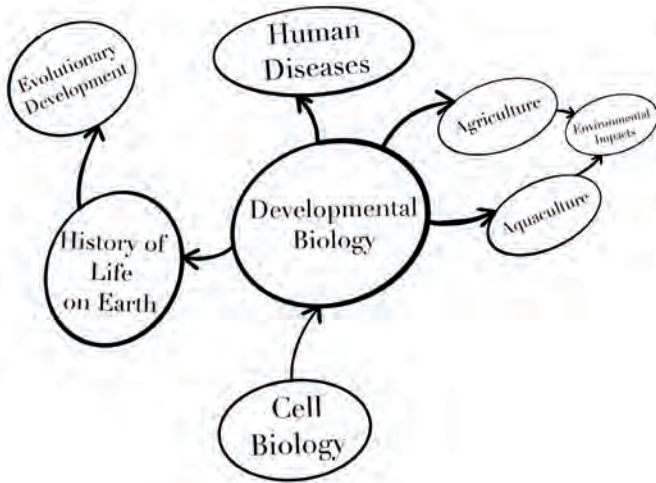 Human
Diseases
Evolutionary
Development
Agriculture
Environmental
Impacts
Developmental
Biology
Aquaculture
History of
Life
on Earth
Cell
Biology